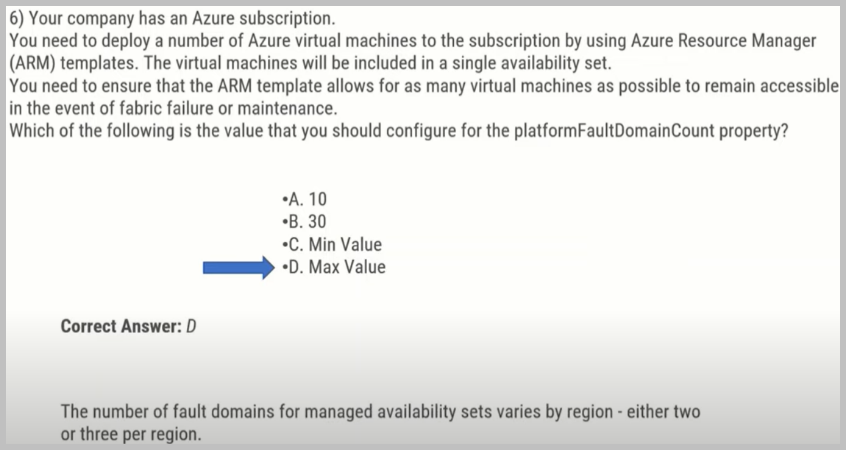 6) Your company has an Azure subscription.
You need to deploy a number of Azure virtual machines to the subscription by using Azure Resource Manager
(ARM) templates. The virtual machines will be included in a single availability set.
You need to ensure that the ARM template allows for as many virtual machines as possible to remain accessible
in the event of fabric failure or maintenance.
Which of the following is the value that you should configure for the platformFaultDomainCount property?
•A. 10
•B. 30
•C. Min Value
•D. Max Value
Correct Answer: D
The number of fault domains for managed availability sets varies by region - either two
or three per region.